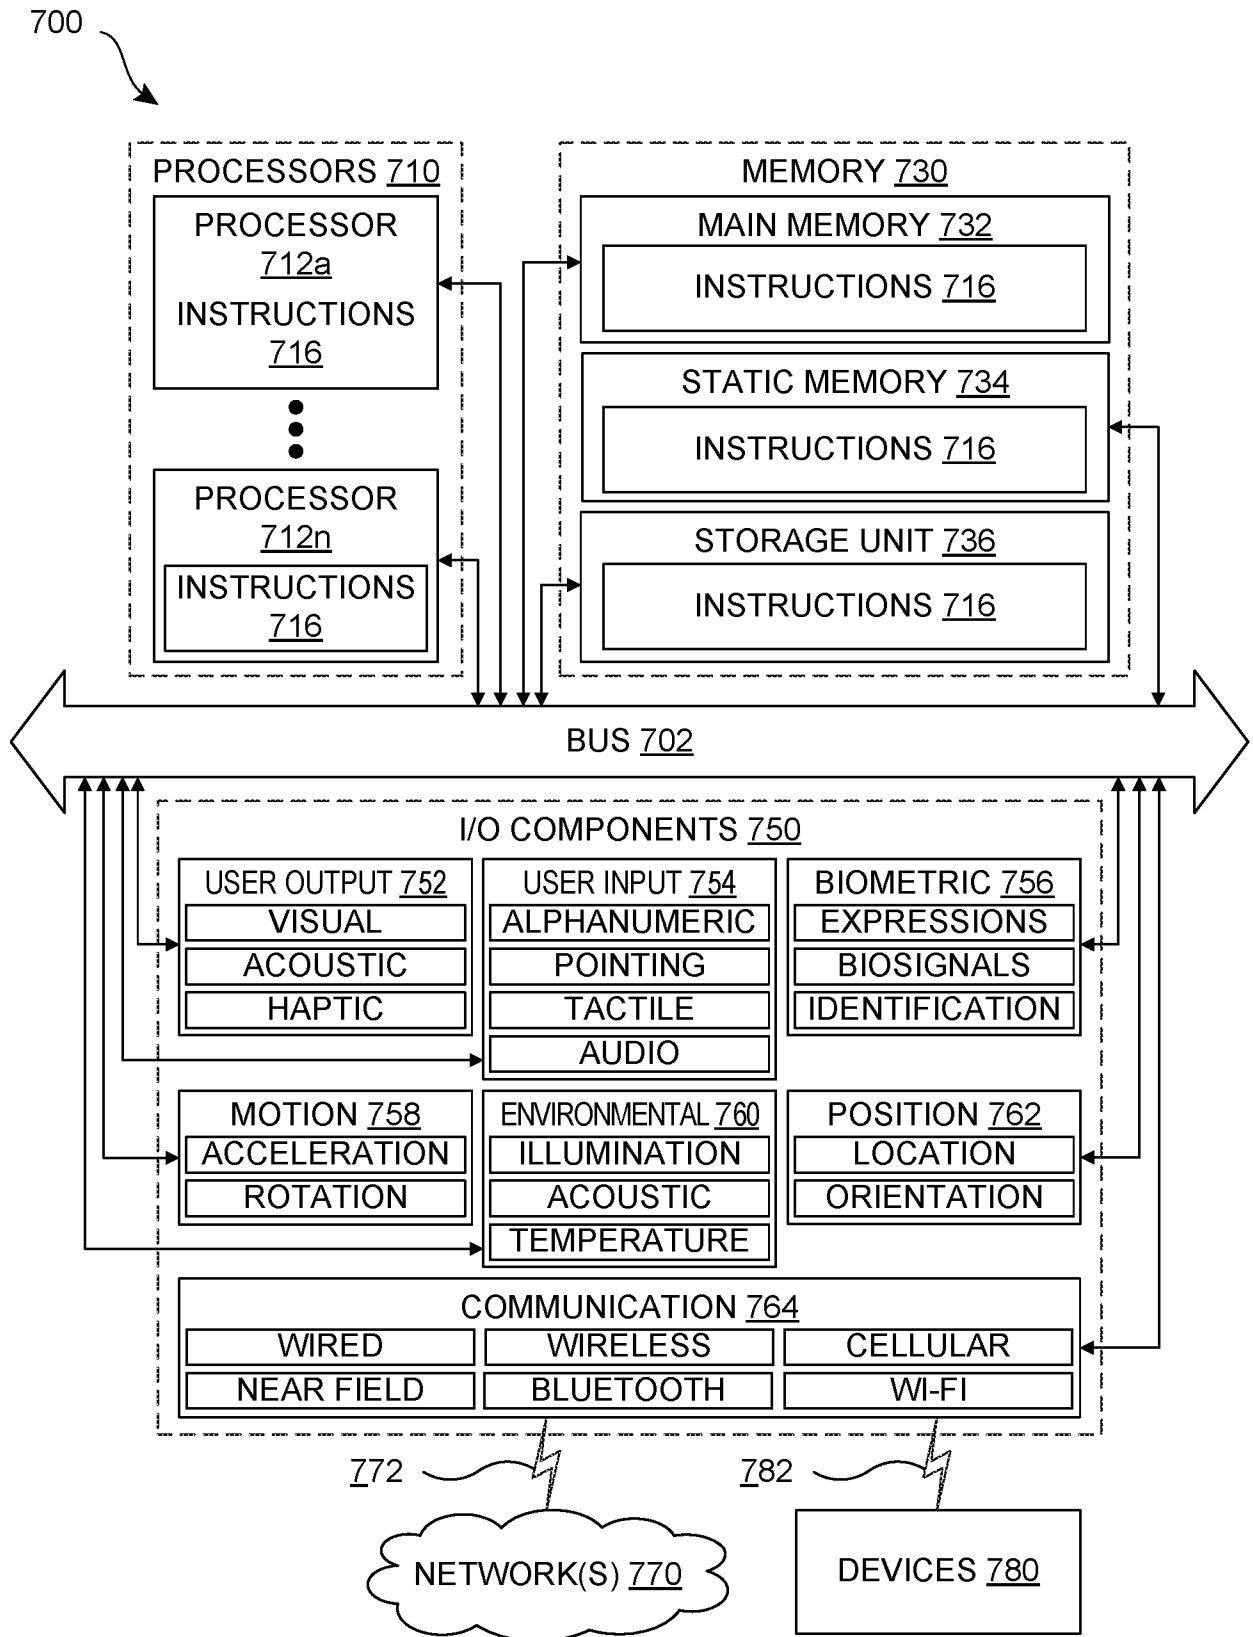 700
PROCESSORS 710
PROCESSOR
712a
INSTRUCTIONS
716
PROCESSOR
712n
INSTRUCTIONS
716
MEMORY 730
MAIN MEMORY 732
INSTRUCTIONS 716
STATIC MEMORY 734
INSTRUCTIONS 716
STORAGE UNIT 736
INSTRUCTIONS 716
BUS 702
I/O COMPONENTS 750
USER OUTPUT 752
VISUAL
ACOUSTIC
HAPTIC
USER INPUT 754
ALPHANUMERIC
POINTING
TACTILE
AUDIO
BIOMETRIC 756
EXPRESSIONS
BIOSIGNALS
IDENTIFICATION
MOTION 758
ACCELERATION
ROTATION
ENVIRONMENTAL 760
ILLUMINATION
ACOUSTIC
TEMPERATURE
POSITION 762
LOCATION
ORIENTATION
COMMUNICATION 764
WIRED
WIRELESS
CELLULAR
NEAR FIELD
BLUETOOTH
WI-FI
772
782
NETWORK(S) 770
DEVICES 780